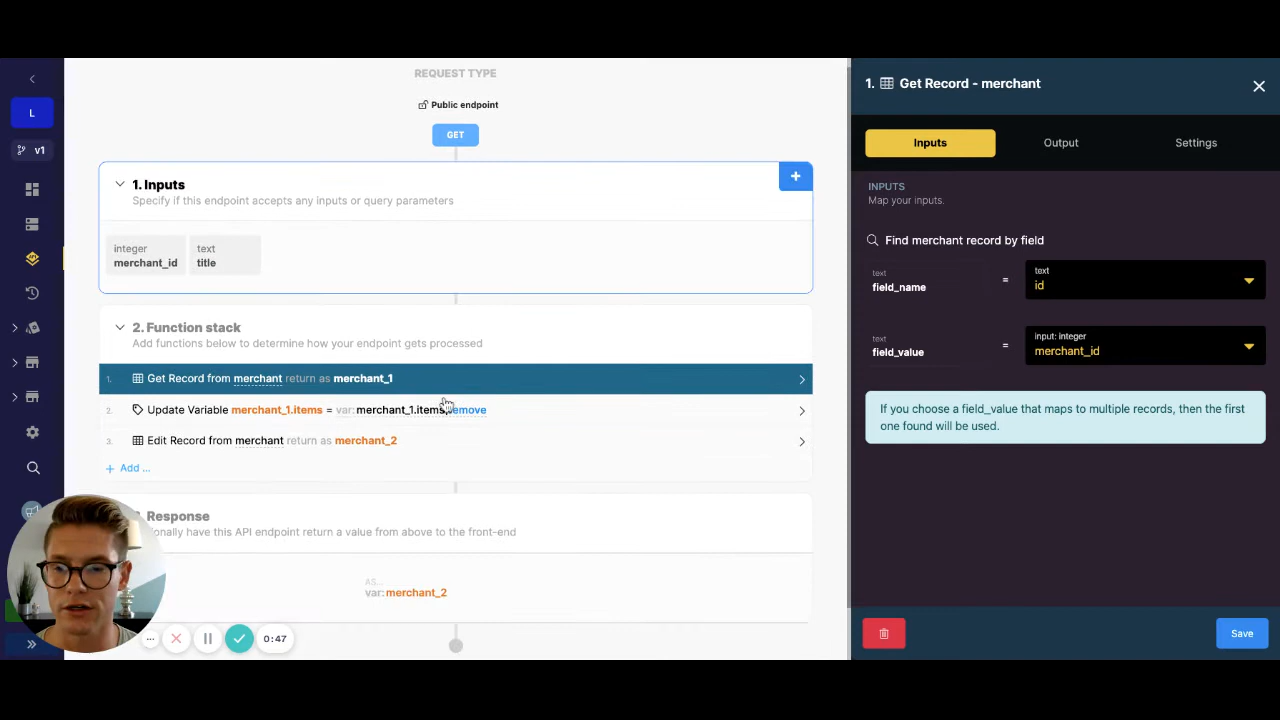 REQUEST TYPE
Public endpoint
GET
L
v1
1. Inputs
Specify if this endpoint accepts any inputs or query parameters
integer
merchant_id
text
title
2. Function stack
Add functions below to determine how your endpoint gets processed
1. Get Record from merchant return as merchant_1
2. Update Variable merchant_1.items = var: merchant_1.items
3. Edit Record from merchant return as merchant_2
+ Add ...
Response
have this API endpoint return a value from above to the front-end
AS...
var: merchant_2
...
0:47
1. Get Record - merchant
Inputs Output Settings
INPUTS
Map your inputs.
Find merchant record by field
text
field_name
=
text
id
text
field_value
=
input: integer
merchant_id
If you choose a field_value that maps to multiple records, then the first
one found will be used.
Save